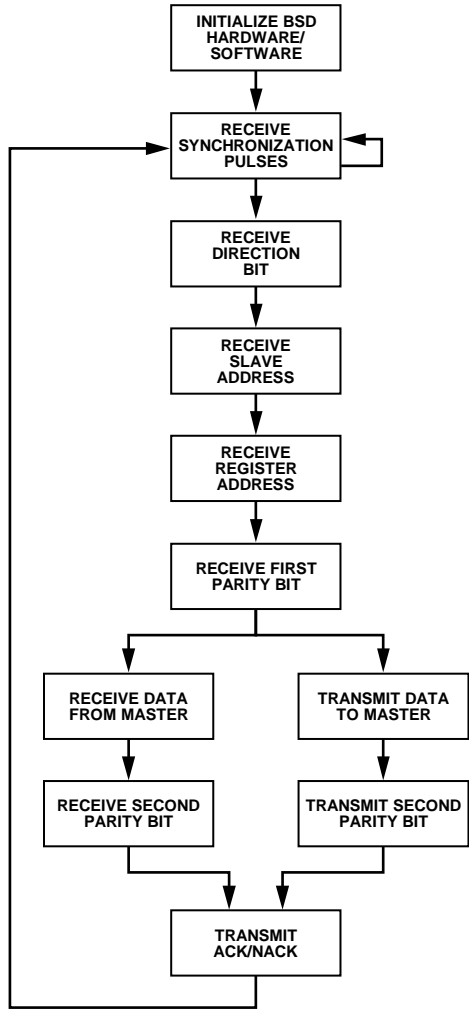 INITIALIZE BSD
HARDWARE/
SOFTWARE
RECEIVE
SYNCHRONIZATION
PULSES
RECEIVE
DIRECTION
BIT
RECEIVE
SLAVE
ADDRESS
RECEIVE
REGISTER
ADDRESS
RECEIVE FIRST
PARITY BIT
RECEIVE DATA
FROM MASTER
TRANSMIT DATA
TO MASTER
RECEIVE SECOND
PARITY BIT
TRANSMIT SECOND
PARITY BIT
TRANSMIT
ACK/NACK